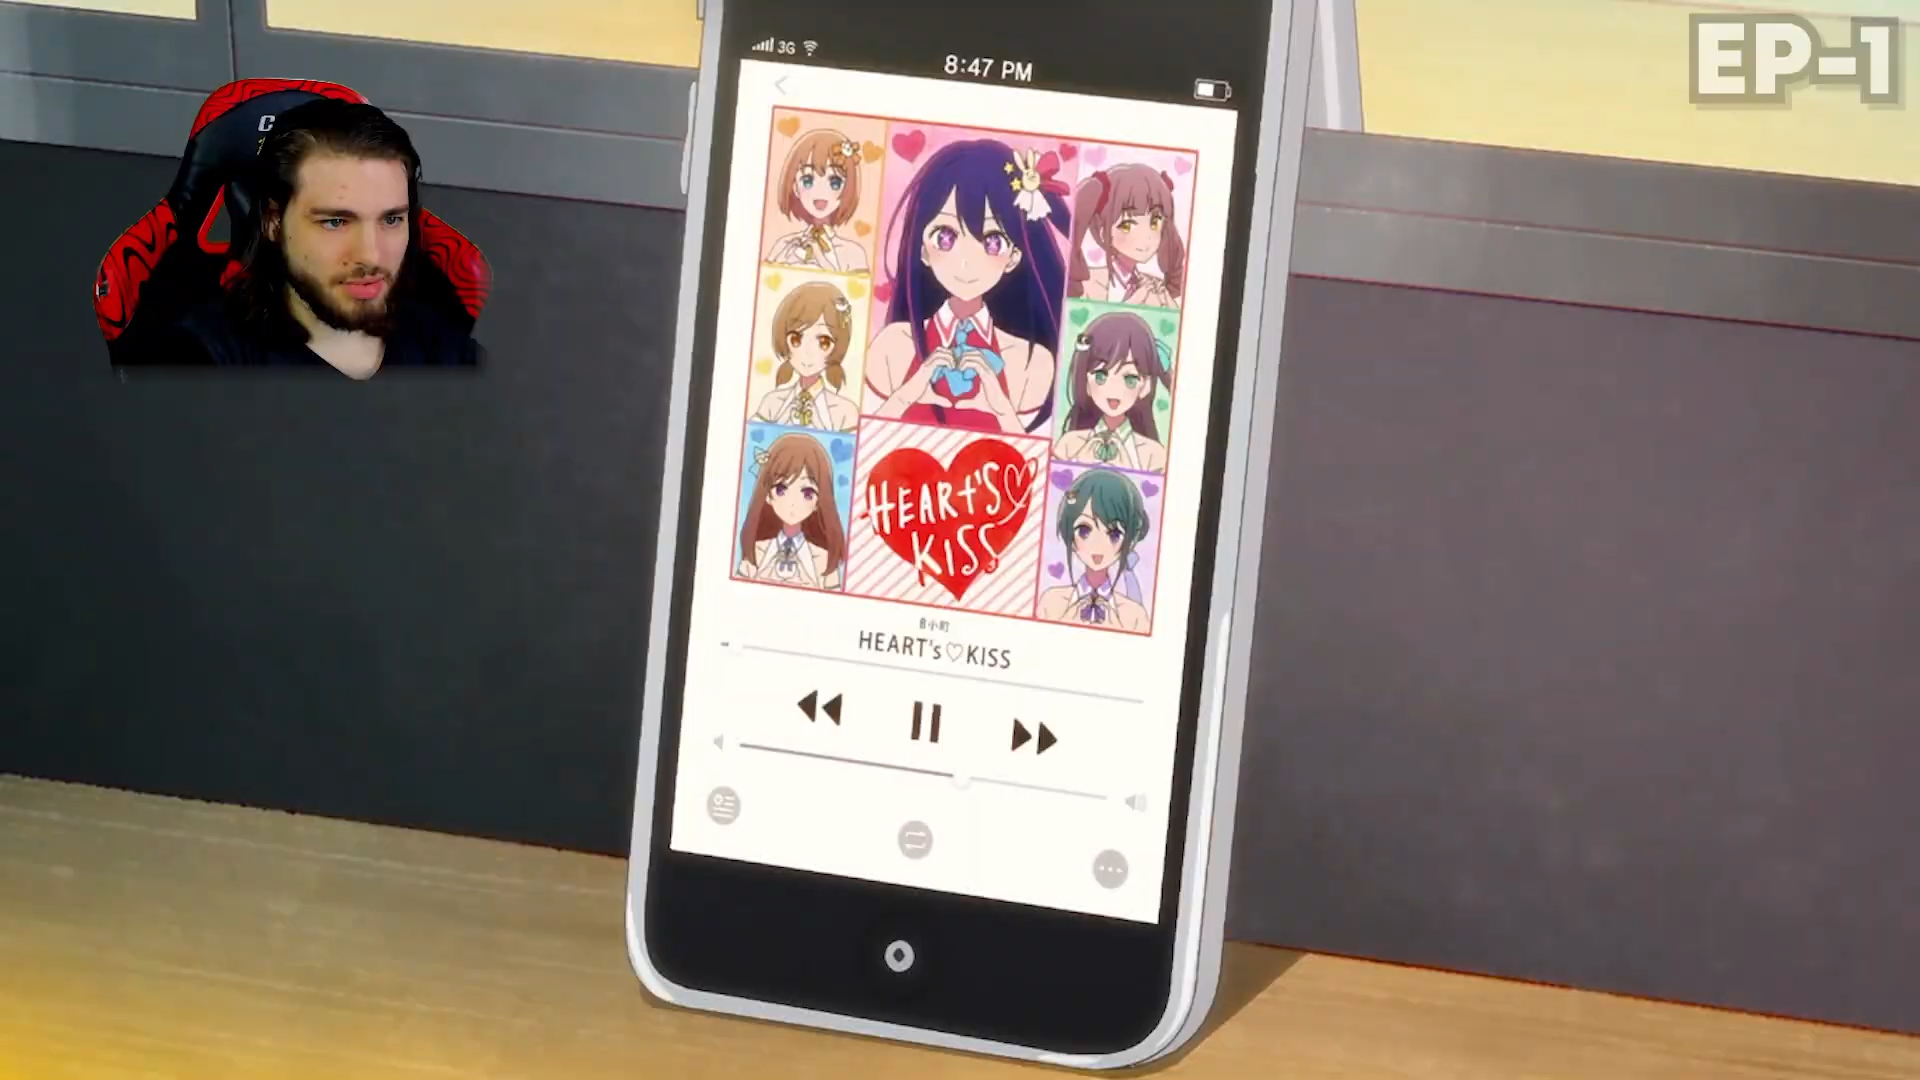 EP-1
3G
8:47 PM
C
HEART'S♡
KISS
B小町
HEART's♡KISS